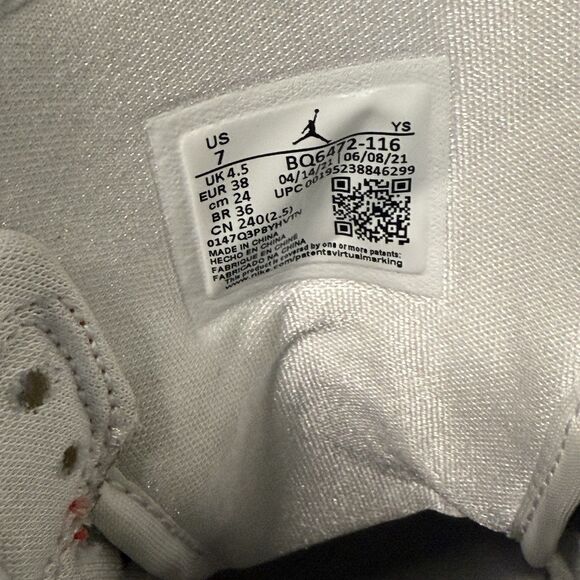 US
7
YS
BQ6472-116
UK 4.5
04/14/21 | 06/08/21
EUR 38
UPC 00195238846299
cm 24
BR 36
CN 240(2.5)
0147Q3P8YHVTN
MADE IN CHINA
HECHO EN CHINA
FABRIQUE EN CHINE
FABRICADO NA CHINA
This product is covered by one or more patents:
www.nike.com/patentsvirtualmarking